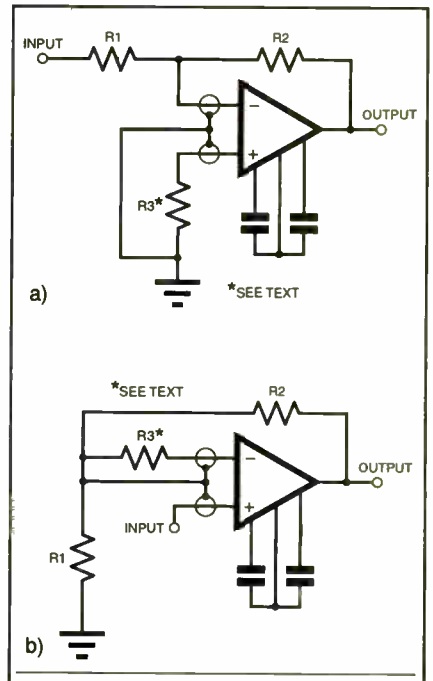 INPUT
R1
R2
−
OUTPUT
+
R3*
*SEE TEXT
a)
*SEE TEXT
R2
R3*
−
OUTPUT
+
INPUT
R1
b)